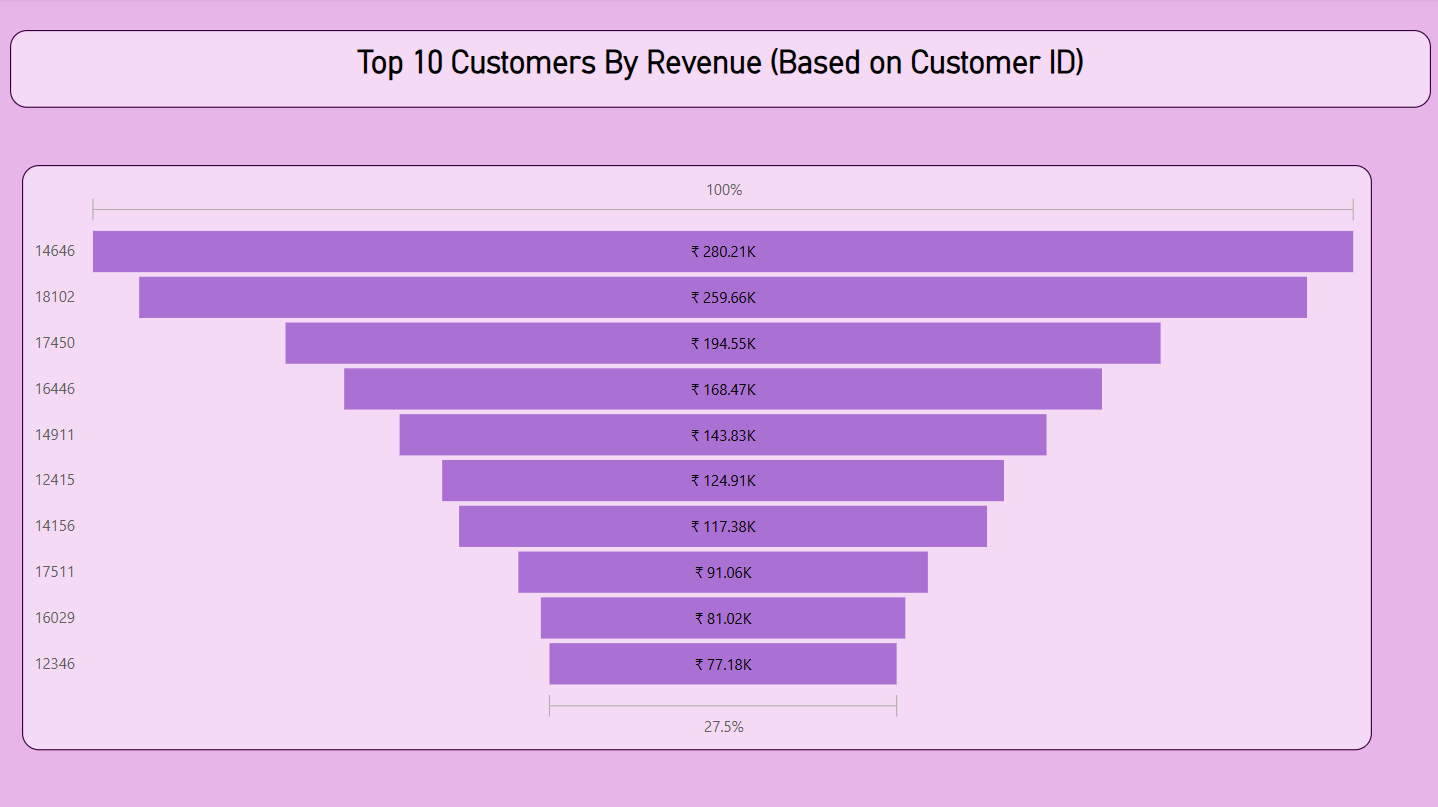 Top 10 Customers By Revenue (Based on Customer ID)
100%
14646 ₹ 280.21K
18102 ₹ 259.66K
17450 ₹ 194.55K
16446 ₹ 168.47K
14911 ₹ 143.83K
12415 ₹ 124.91K
14156 ₹ 117.38K
17511 ₹ 91.06K
16029 ₹ 81.02K
12346 ₹ 77.18K
27.5%